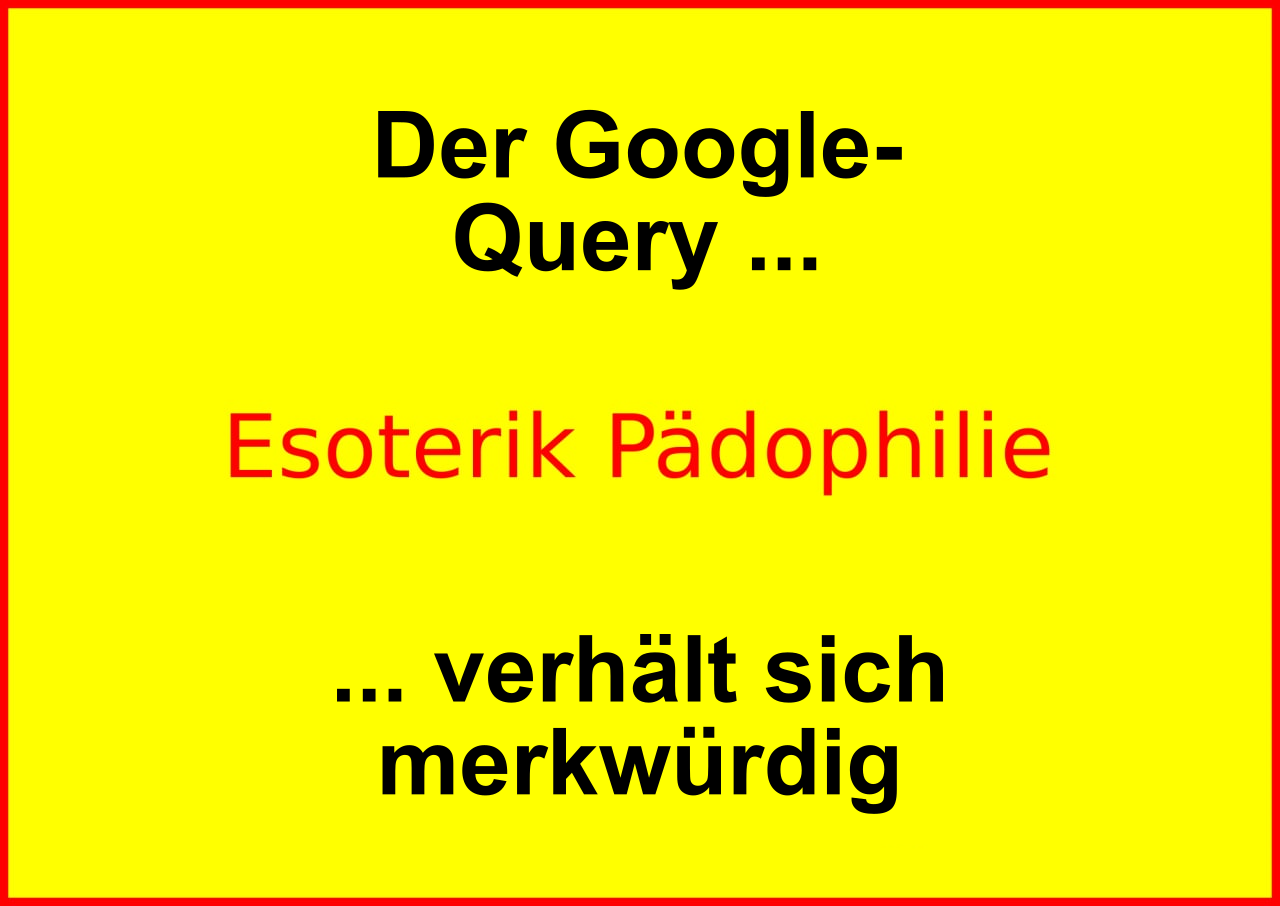 Der Google-
Query ...
Esoterik Pädophilie
... verhält sich
merkwürdig